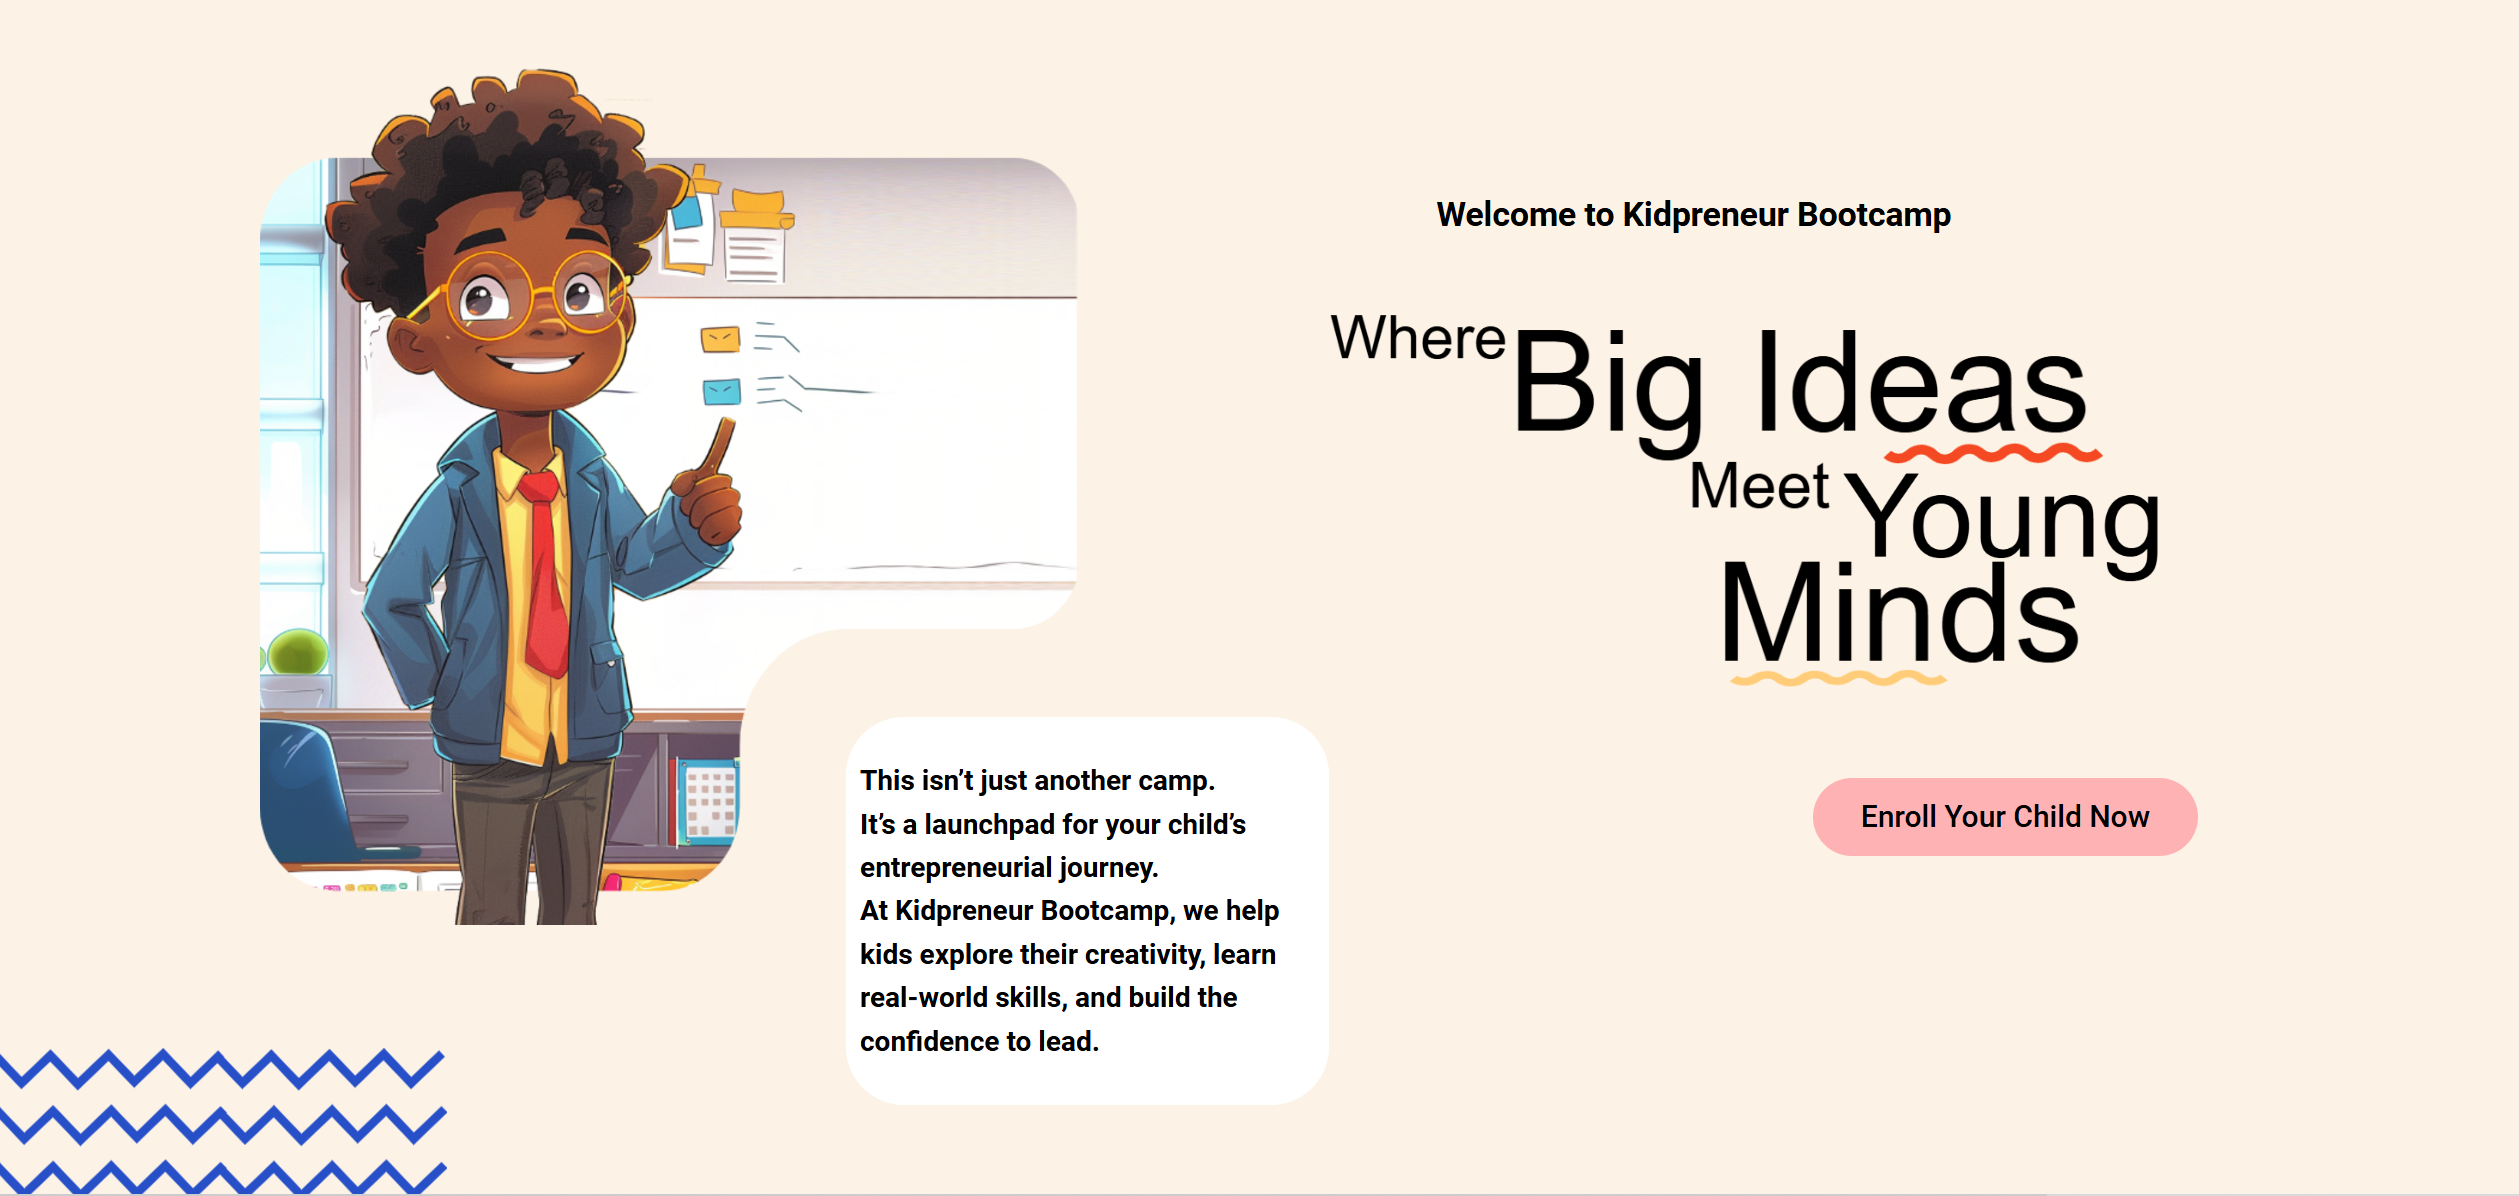 Welcome to Kidpreneur Bootcamp
Where Big Ideas
Meet Young
Minds
Enroll Your Child Now
This isn’t just another camp.
It’s a launchpad for your child’s
entrepreneurial journey.
At Kidpreneur Bootcamp, we help
kids explore their creativity, learn
real-world skills, and build the
confidence to lead.